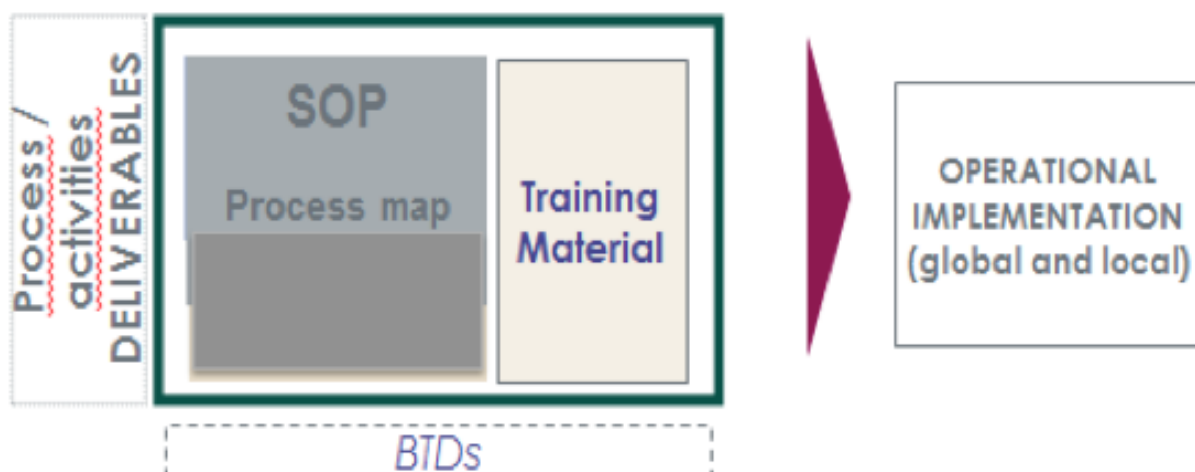 Process /
activities
DELIVERABLES
SOP
Process map
Training
Material
BTDs
OPERATIONAL
IMPLEMENTATION
(global and local)